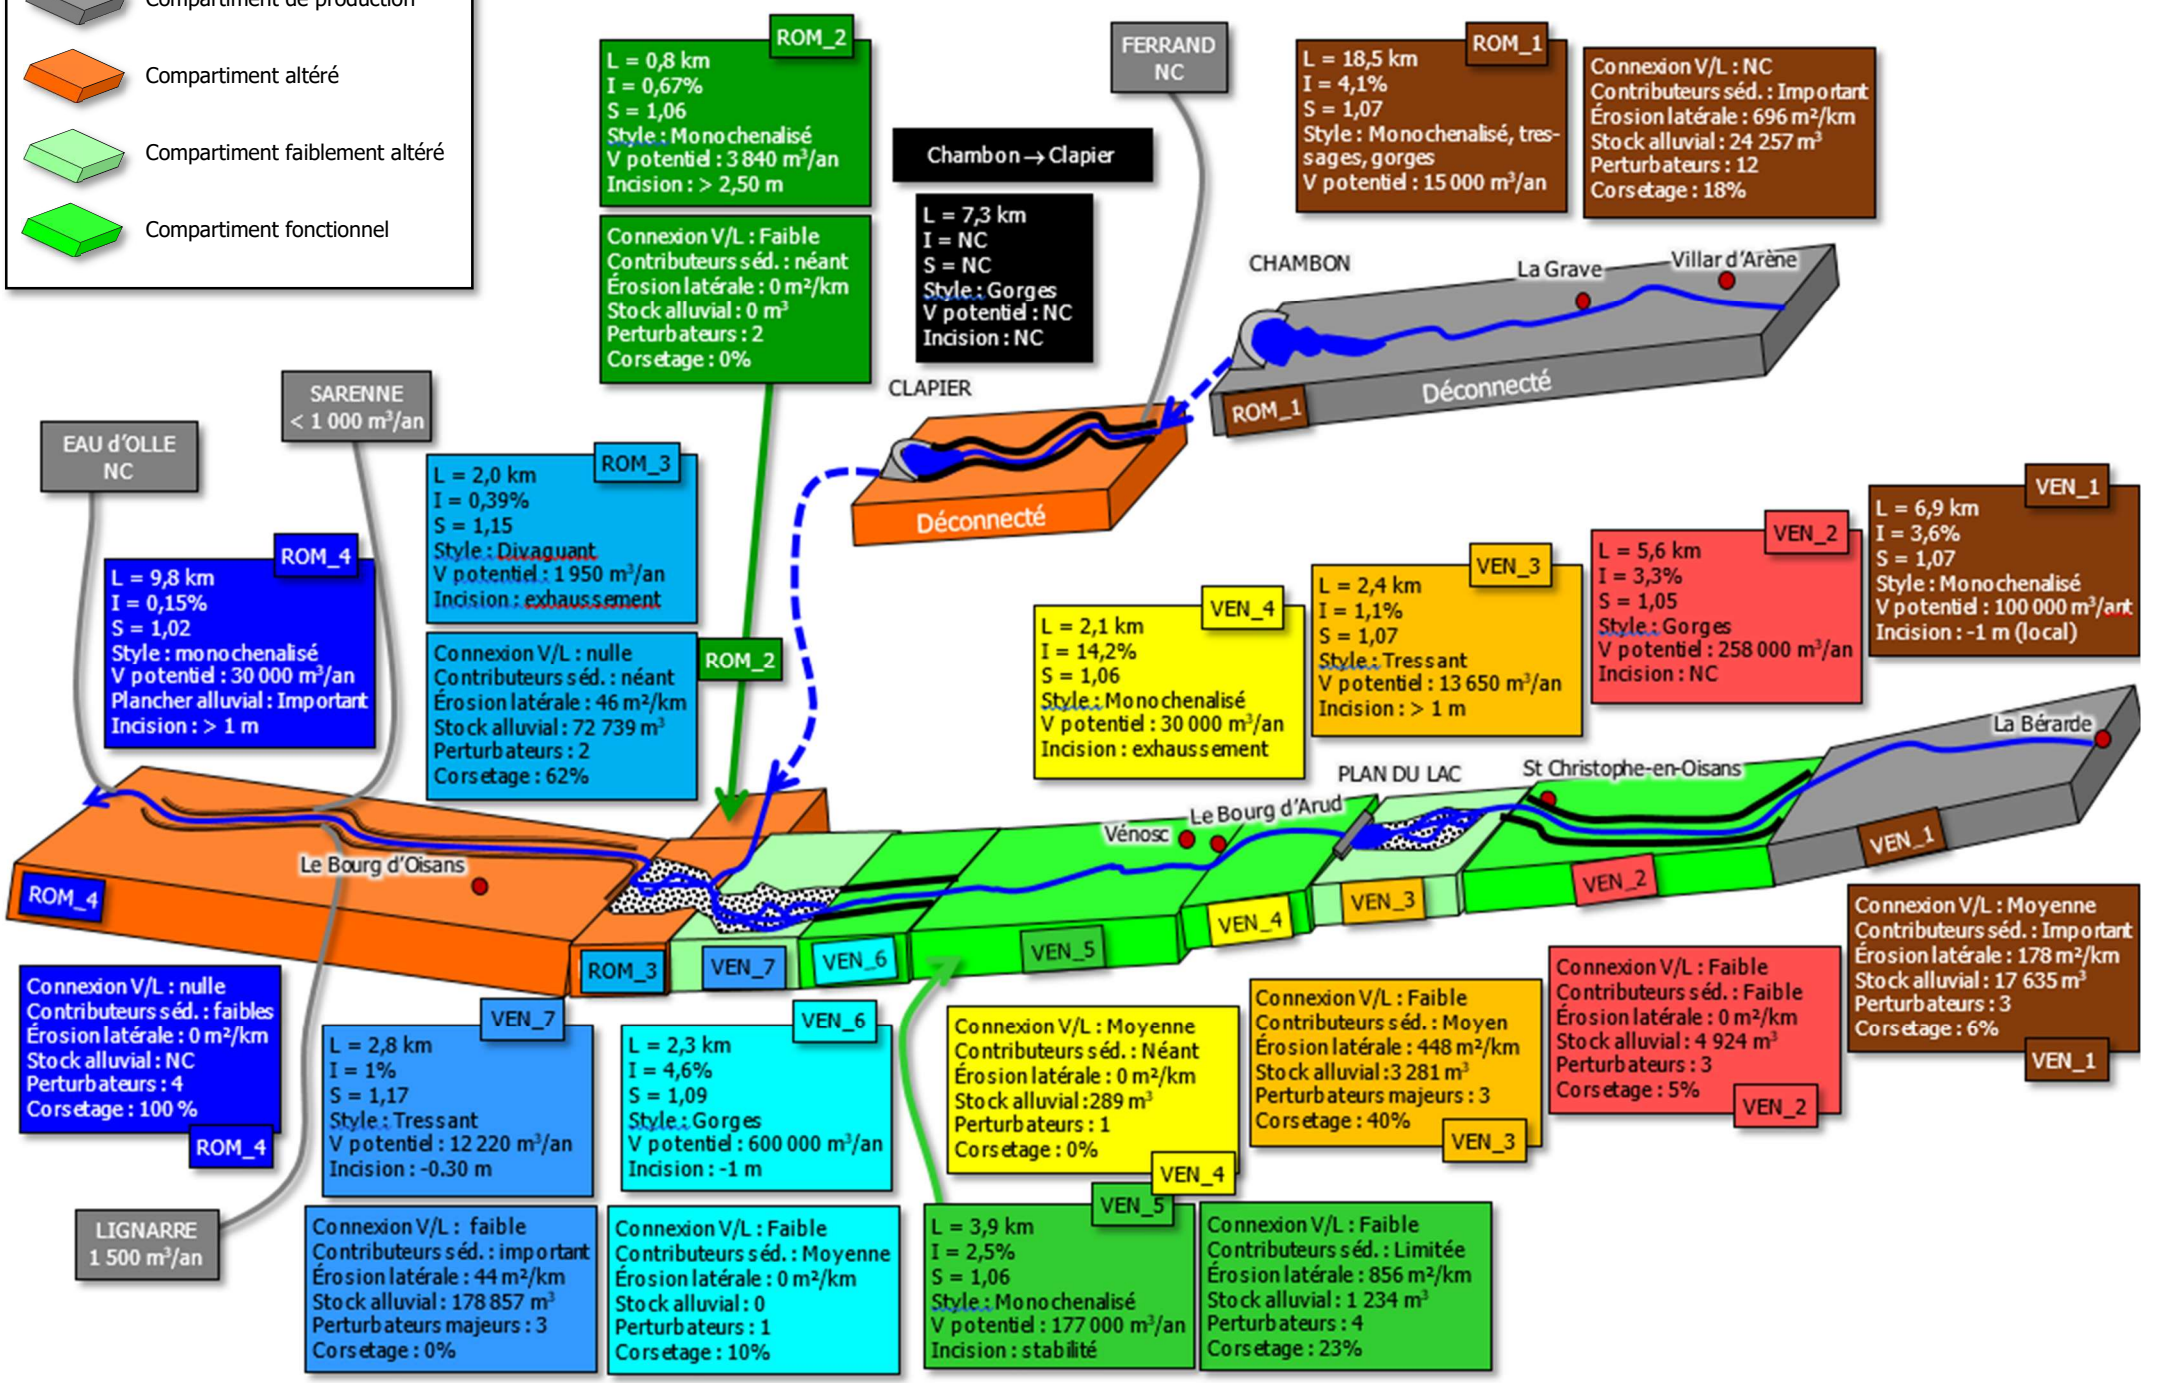 Compartiment de production
Compartiment altéré
Compartiment faiblement altéré
Compartiment fonctionnel
ROM_2
L = 0,8 km
I = 0,67%
S = 1,06
Style : Monochenalisé
V potentiel : 3 840 m³/an
Incision : > 2,50 m
Connexion V/L : Faible
Contributeurs séd. : néant
Érosion latérale : 0 m²/km
Stock alluvial : 0 m³
Perturbateurs : 2
Corsetage : 0%
FERRAND
NC
Chambon → Clapier
L = 7,3 km
I = NC
S = NC
Style : Gorges
V potentiel : NC
Incision : NC
ROM_1
L = 18,5 km
I = 4,1%
S = 1,07
Style : Monochenalisé, tres-
sages, gorges
V potentiel : 15 000 m³/an
Connexion V/L : NC
Contributeurs séd. : Important
Érosion latérale : 696 m²/km
Stock alluvial : 24 257 m³
Perturbateurs : 12
Corsetage : 18%
CHAMBON
La Grave
Villar d'Arène
Déconnecté
ROM_1
CLAPIER
Déconnecté
SARENNE
< 1 000 m³/an
EAU d'OLLE
NC
ROM_3
L = 2,0 km
I = 0,39%
S = 1,15
Style : Divaguant
V potentiel : 1 950 m³/an
Incision : exhaussement
Connexion V/L : nulle
Contributeurs séd. : néant
Érosion latérale : 46 m²/km
Stock alluvial : 72 739 m³
Perturbateurs : 2
Corsetage : 62%
ROM_2
ROM_4
L = 9,8 km
I = 0,15%
S = 1,02
Style : monochenalisé
V potentiel : 30 000 m³/an
Plancher alluvial : Important
Incision : > 1 m
VEN_4
L = 2,1 km
I = 14,2%
S = 1,06
Style : Monochenalisé
V potentiel : 30 000 m³/an
Incision : exhaussement
VEN_3
L = 2,4 km
I = 1,1%
S = 1,07
Style : Tressant
V potentiel : 13 650 m³/an
Incision : > 1 m
VEN_2
L = 5,6 km
I = 3,3%
S = 1,05
Style : Gorges
V potentiel : 258 000 m³/an
Incision : NC
VEN_1
L = 6,9 km
I = 3,6%
S = 1,07
Style : Monochenalisé
V potentiel : 100 000 m³/ant
Incision : -1 m (local)
La Bérarde
St Christophe-en-Oisans
PLAN DU LAC
Le Bourg d'Arud
Vénosc
Le Bourg d'Oisans
ROM_4
ROM_3
VEN_7
VEN_6
VEN_5
VEN_4
VEN_3
VEN_2
VEN_1
Connexion V/L : nulle
Contributeurs séd. : faibles
Érosion latérale : 0 m²/km
Stock alluvial : NC
Perturbateurs : 4
Corsetage : 100 %
ROM_4
LIGNARRE
1 500 m³/an
VEN_7
L = 2,8 km
I = 1%
S = 1,17
Style : Tressant
V potentiel : 12 220 m³/an
Incision : -0.30 m
Connexion V/L : faible
Contributeurs séd. : important
Érosion latérale : 44 m²/km
Stock alluvial : 178 857 m³
Perturbateurs majeurs : 3
Corsetage : 0%
VEN_6
L = 2,3 km
I = 4,6%
S = 1,09
Style : Gorges
V potentiel : 600 000 m³/an
Incision : -1 m
Connexion V/L : Faible
Contributeurs séd. : Moyenne
Érosion latérale : 0 m²/km
Stock alluvial : 0
Perturbateurs : 1
Corsetage : 10%
Connexion V/L : Moyenne
Contributeurs séd. : Néant
Érosion latérale : 0 m²/km
Stock alluvial :289 m³
Perturbateurs : 1
Corsetage : 0%
VEN_4
VEN_5
L = 3,9 km
I = 2,5%
S = 1,06
Style : Monochenalisé
V potentiel : 177 000 m³/an
Incision : stabilité
Connexion V/L : Faible
Contributeurs séd. : Limitée
Érosion latérale : 856 m²/km
Stock alluvial : 1 234 m³
Perturbateurs : 4
Corsetage : 23%
Connexion V/L : Faible
Contributeurs séd. : Moyen
Érosion latérale : 448 m²/km
Stock alluvial :3 281 m³
Perturbateurs majeurs : 3
Corsetage : 40%
VEN_3
Connexion V/L : Faible
Contributeurs séd. : Faible
Érosion latérale : 0 m²/km
Stock alluvial : 4 924 m³
Perturbateurs : 3
Corsetage : 5%
VEN_2
Connexion V/L : Moyenne
Contributeurs séd. : Important
Érosion latérale : 178 m²/km
Stock alluvial : 17 635 m³
Perturbateurs : 3
Corsetage : 6%
VEN_1